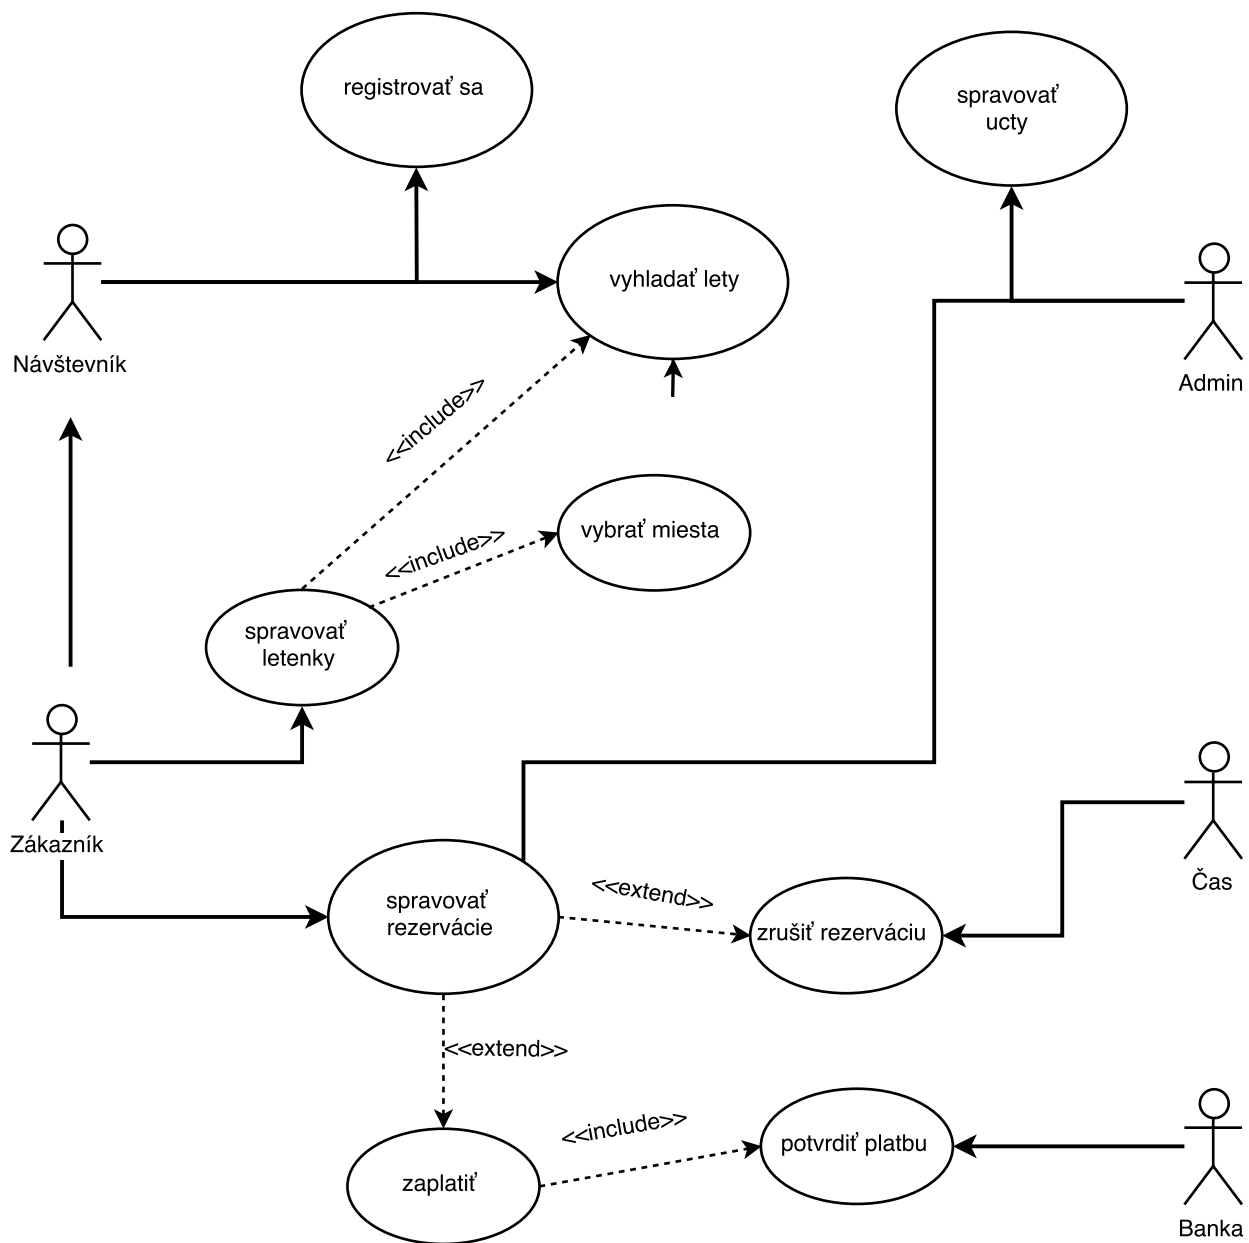 registrovať sa
spravovať
ucty
vyhladať lety
Návštevník
Admin
<<include>>
vybrať miesta
<<include>>
spravovať
letenky
Zákazník
Čas
spravovať
rezervácie
<<extend>>
zrušiť rezerváciu
<<extend>>
<<include>>
potvrdiť platbu
zaplatiť
Banka